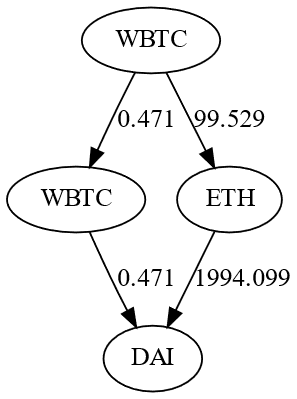 WBTC
0.471 99.529
WBTC ETH
0.471 1994.099
DAI